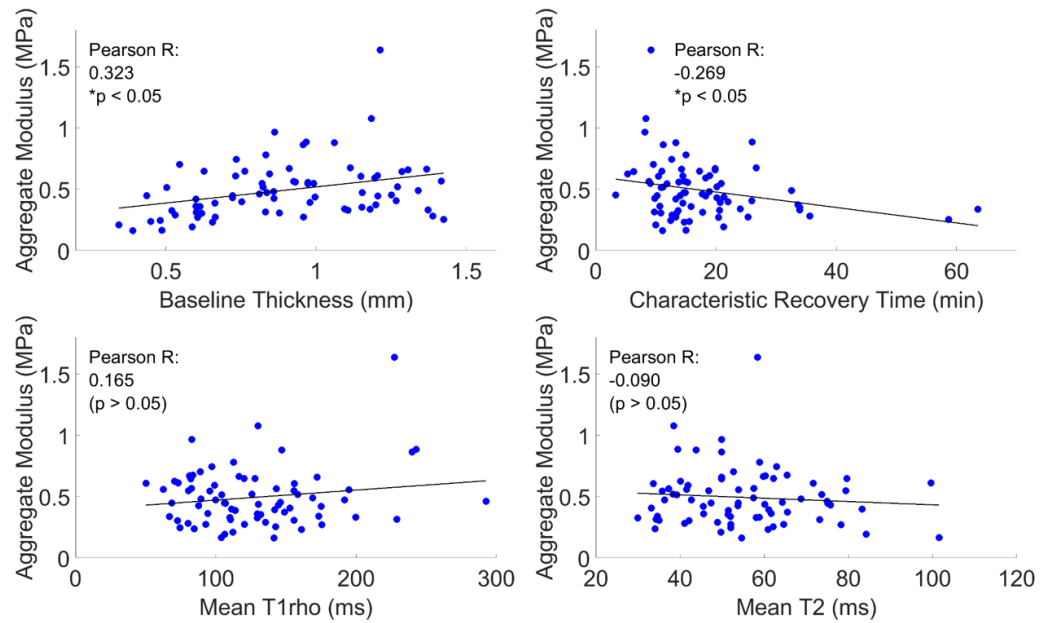 Aggregate Modulus (MPa)
Pearson R:
0.323
*p < 0.05
1.5
1
0.5
0
0.5
1
1.5
Baseline Thickness (mm)
Aggregate Modulus (MPa)
Pearson R:
-0.269
*p < 0.05
1.5
1
0.5
0
0
20
40
60
Characteristic Recovery Time (min)
Aggregate Modulus (MPa)
Pearson R:
0.165
(p > 0.05)
1.5
1
0.5
0
0
100
200
300
Mean T1rho (ms)
Aggregate Modulus (MPa)
Pearson R:
-0.090
(p > 0.05)
1.5
1
0.5
0
20
40
60
80
100
120
Mean T2 (ms)